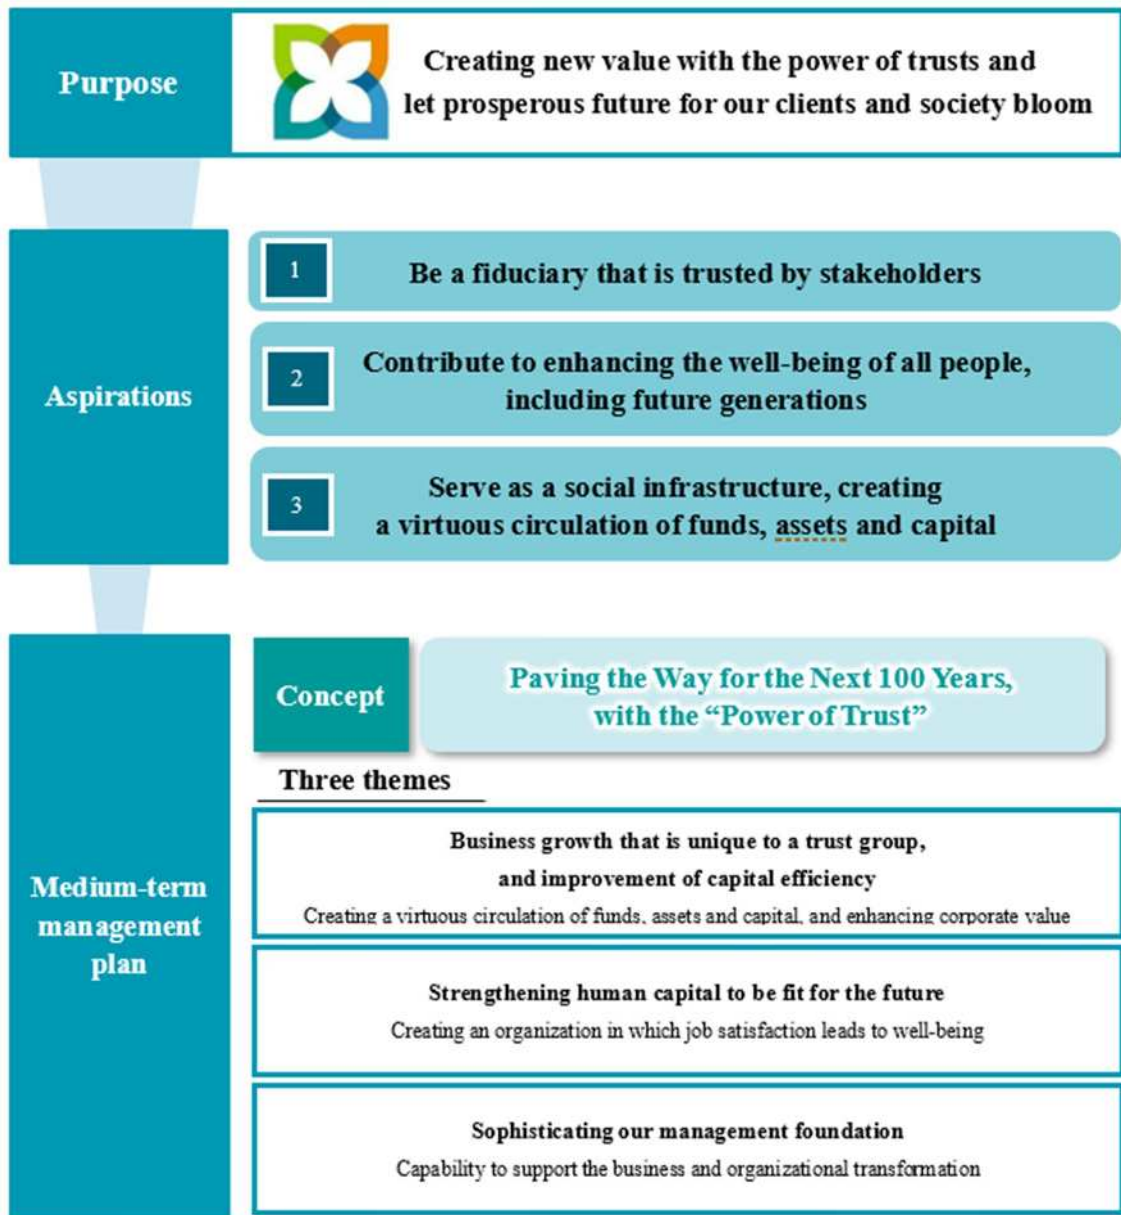 Purpose
Creating new value with the power of trusts and
let prosperous future for our clients and society bloom
Aspirations
1
Be a fiduciary that is trusted by stakeholders
2
Contribute to enhancing the well-being of all people,
including future generations
3
Serve as a social infrastructure, creating
a virtuous circulation of funds, assets and capital
Medium-term
management
plan
Concept
Paving the Way for the Next 100 Years,
with the “Power of Trust”
Three themes
Business growth that is unique to a trust group,
and improvement of capital efficiency
Creating a virtuous circulation of funds, assets and capital, and enhancing corporate value
Strengthening human capital to be fit for the future
Creating an organization in which job satisfaction leads to well-being
Sophisticating our management foundation
Capability to support the business and organizational transformation